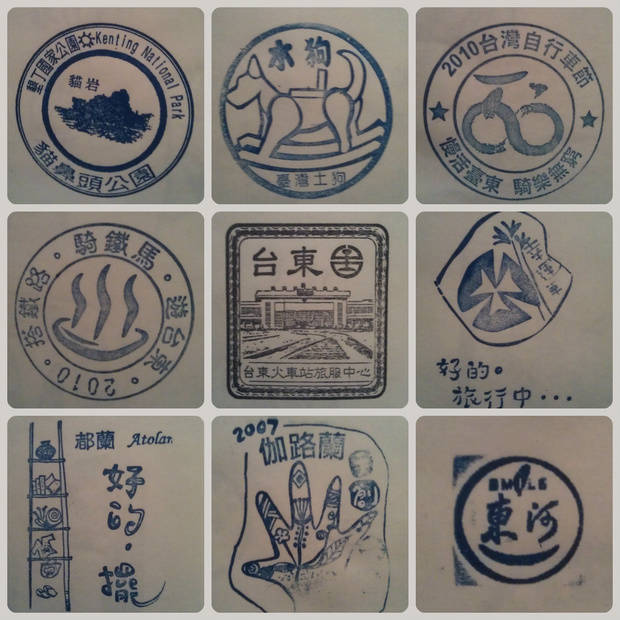 墾丁國家公園 Kenting National Park
貓岩
貓鼻頭公園
木狗
臺灣土狗
2010台灣自行車節
慢活臺東 騎樂無窮
捨鐵路。騎鐵馬。遊台東。2010。
台東
台東火車站旅服中心
好的。
旅行中...
都蘭 Atolan
好的·擺
2007
伽路蘭
SMILE
東河